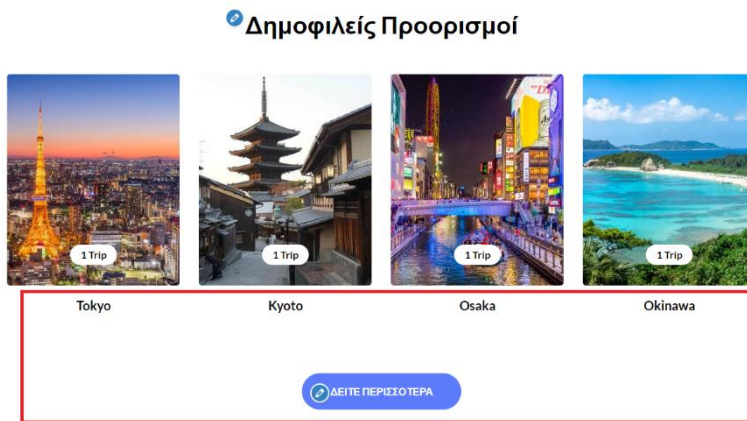 Δημοφιλείς Προορισμοί
1 Trip
1 Trip
1 Trip
1 Trip
Tokyo
Kyoto
Osaka
Okinawa
ΔΕΙΤΕ ΠΕΡΙΣΣΟΤΕΡΑ